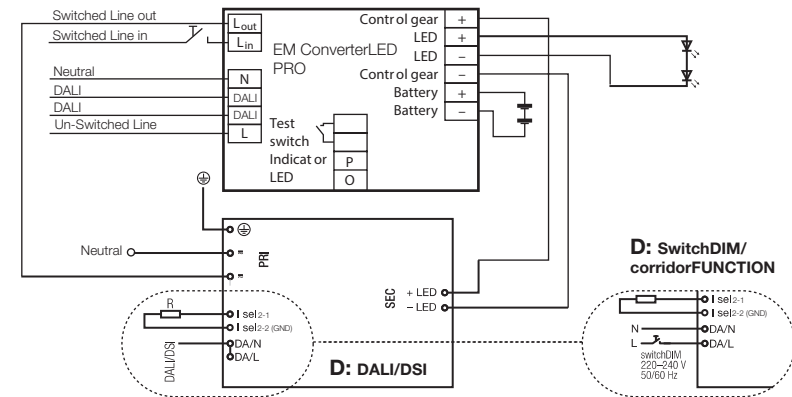 Switched Line out
Switched Line in
Neutral
DALI
DALI
Un-Switched Line
Lout
Lin
N
DALI
DALI
L
EM ConverterLED
PRO
Test
switch
Indicat or
LED
P
O
Control gear +
LED +
LED –
Control gear –
Battery +
Battery –
Neutral
PRI
SEC
+ LED
– LED
R
I sel2-1
I sel2-2 (GND)
DA/N
DA/L
DALI/DSI
D: DALI/DSI
D: SwitchDIM/
corridorFUNCTION
I sel2-1
I sel2-2 (GND)
N
DA/N
L
DA/L
switchDIM
220–240 V
50/60 Hz